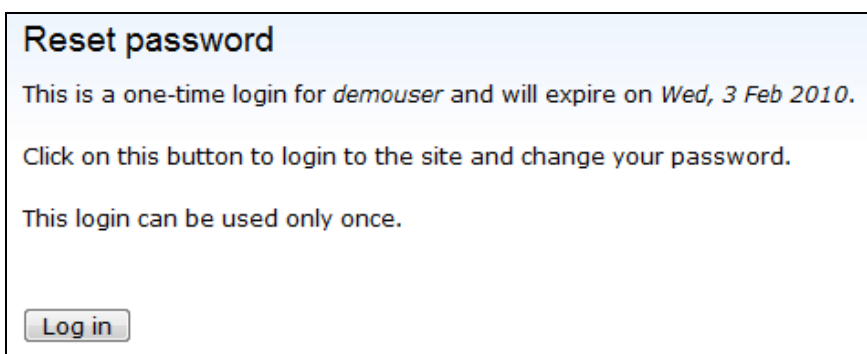 Reset password
This is a one-time login for demouser and will expire on Wed, 3 Feb 2010.
Click on this button to login to the site and change your password.
This login can be used only once.
Log in